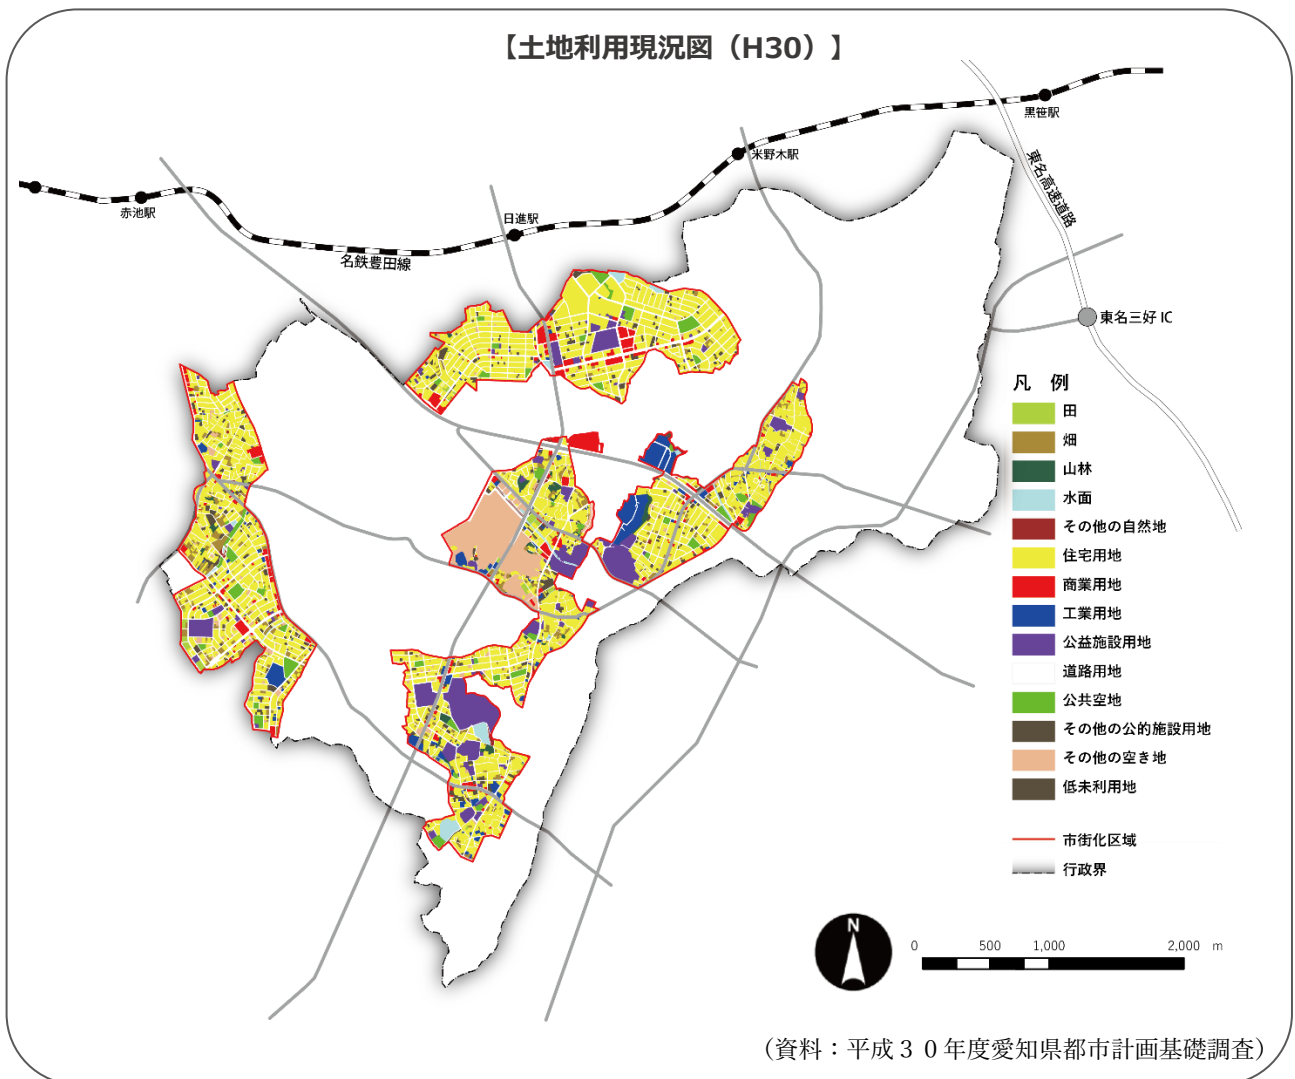 【土地利用現況図（H30）】
黒笹駅
米野木駅
東名高速道路
赤池駅
日進駅
名鉄豊田線
東名三好 IC
凡 例
田
畑
山林
水面
その他の自然地
住宅用地
商業用地
工業用地
公益施設用地
道路用地
公共空地
その他の公的施設用地
その他の空き地
低未利用地
市街化区域
行政界
N
0 500 1,000 2,000 m
（資料：平成３０年度愛知県都市計画基礎調査）